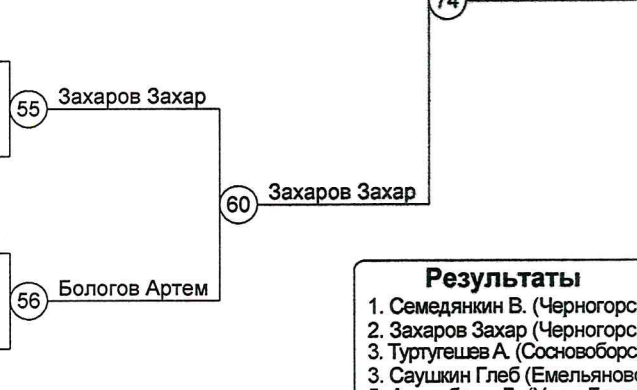 74
Захаров Захар
55
Захаров Захар
60
Бологов Артем
56
Результаты
1. Семедянкин В. (Черногорс
2. Захаров Захар (Черногорс
3. Туртугешев А. (Сосновоборс
3. Саушкин Глеб (Емельяново